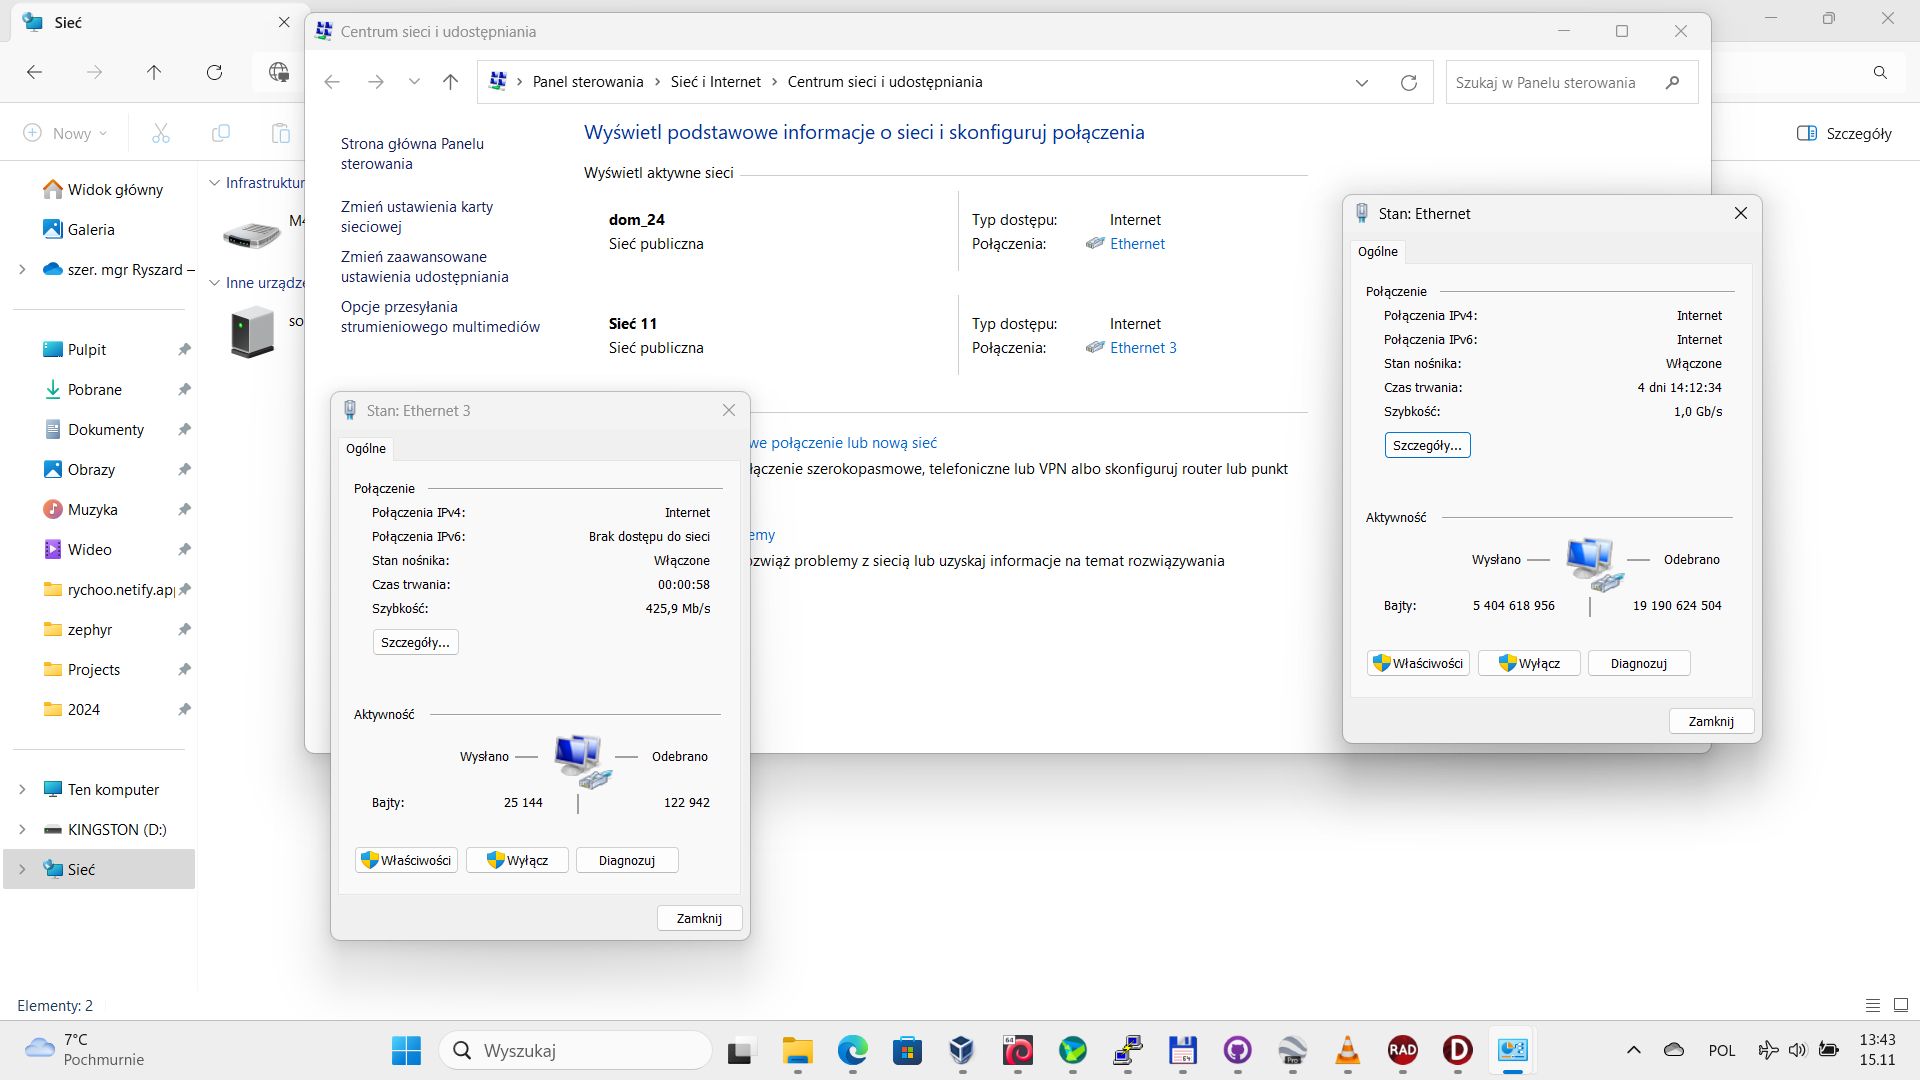 Sieć
Nowy
Szczegóły
Widok główny
Galeria
szer. mgr Ryszard –
Pulpit
Pobrane
Dokumenty
Obrazy
Muzyka
Wideo
rychoo.netify.app
zephyr
Projects
2024
Ten komputer
KINGSTON (D:)
Sieć
Infrastruktur
M4
Inne urządze
so
Elementy: 2
Centrum sieci i udostępniania
Panel sterowania > Sieć i Internet > Centrum sieci i udostępniania
Szukaj w Panelu sterowania
Strona główna Panelu
sterowania
Zmień ustawienia karty
sieciowej
Zmień zaawansowane
ustawienia udostępniania
Opcje przesyłania
strumieniowego multimediów
Wyświetl podstawowe informacje o sieci i skonfiguruj połączenia
Wyświetl aktywne sieci
dom_24
Sieć publiczna
Typ dostępu: Internet
Połączenia: Ethernet
Sieć 11
Sieć publiczna
Typ dostępu: Internet
Połączenia: Ethernet 3
we połączenie lub nową sieć
łączenie szerokopasmowe, telefoniczne lub VPN albo skonfiguruj router lub punkt
emy
ozwiąż problemy z siecią lub uzyskaj informacje na temat rozwiązywania
Stan: Ethernet 3
Ogólne
Połączenie
Połączenia IPv4: Internet
Połączenia IPv6: Brak dostępu do sieci
Stan nośnika: Włączone
Czas trwania: 00:00:58
Szybkość: 425,9 Mb/s
Szczegóły...
Aktywność
Wysłano — Odebrano
Bajty: 25 144 | 122 942
Właściwości Wyłącz Diagnozuj
Zamknij
Stan: Ethernet
Ogólne
Połączenie
Połączenia IPv4: Internet
Połączenia IPv6: Internet
Stan nośnika: Włączone
Czas trwania: 4 dni 14:12:34
Szybkość: 1,0 Gb/s
Szczegóły...
Aktywność
Wysłano — Odebrano
Bajty: 5 404 618 956 | 19 190 624 504
Właściwości Wyłącz Diagnozuj
Zamknij
7°C
Pochmurnie
Wyszukaj
64
64
Pro
RAD
D
POL
13:43
15.11